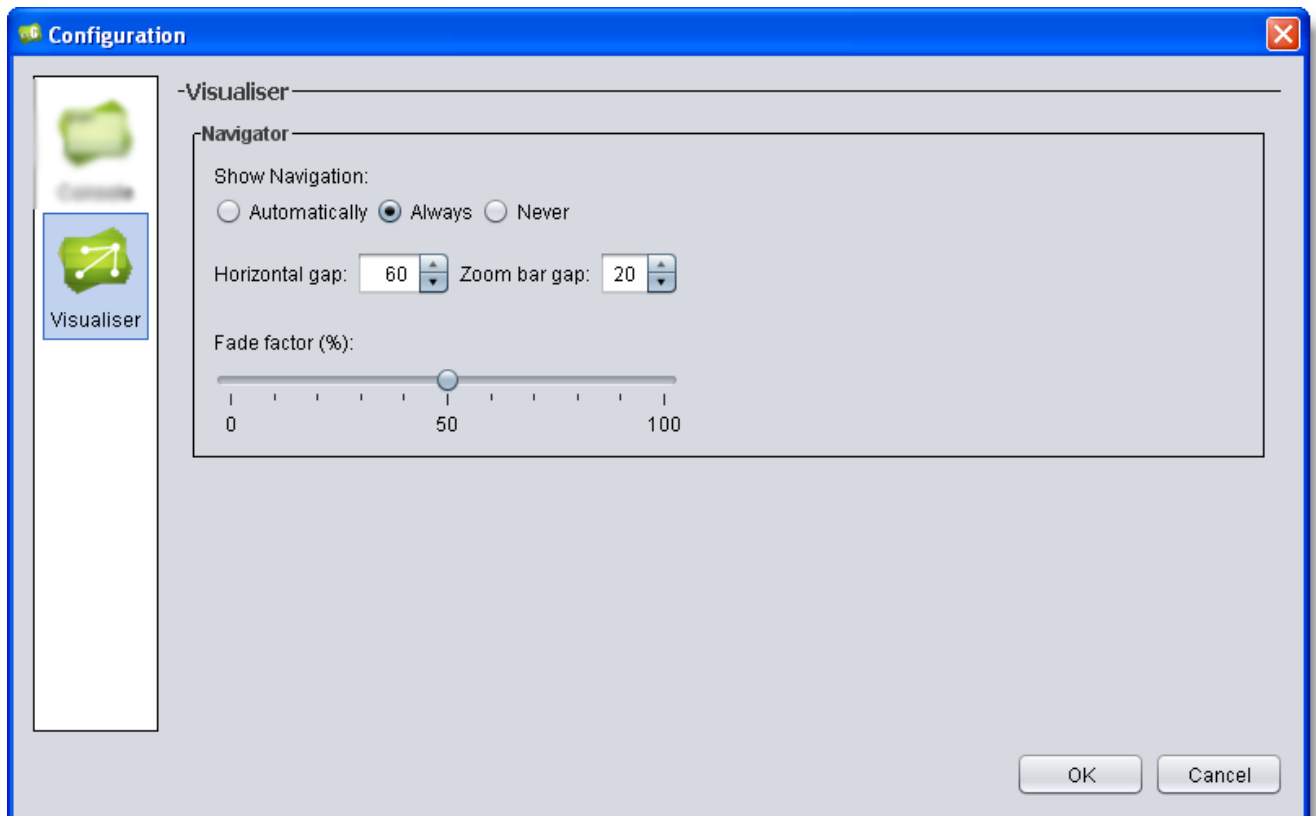 Configuration
Visualiser
Navigator
Show Navigation:
Automatically Always Never
Horizontal gap: 60 Zoom bar gap: 20
Visualiser
Fade factor (%):
0 50 100
OK Cancel